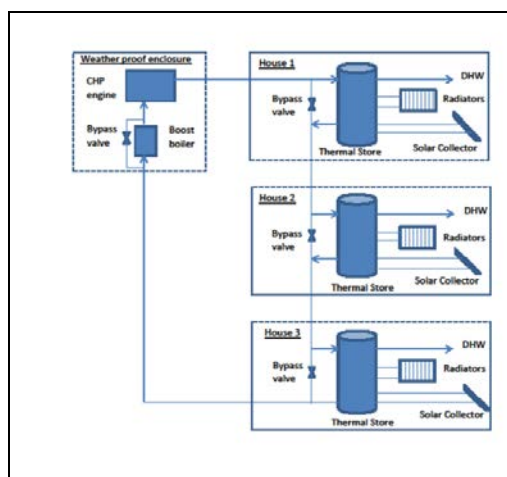 Weather proof enclosure
CHP
engine
Bypass
valve
Boost
boiler
House 1
DHW
Bypass
valve
Radiators
Thermal Store
Solar Collector
House 2
DHW
Bypass
valve
Radiators
Thermal Store
Solar Collector
House 3
DHW
Bypass
valve
Radiators
Thermal Store
Solar Collector